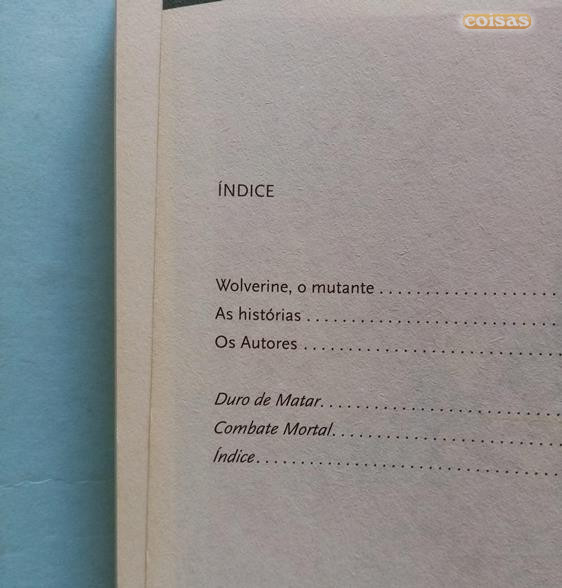 coisas
ÍNDICE
Wolverine, o mutante . . . . . . . . . . . . . . . . . . . .
As histórias . . . . . . . . . . . . . . . . . . . . . . . . . . . .
Os Autores . . . . . . . . . . . . . . . . . . . . . . . . . . . .
Duro de Matar. . . . . . . . . . . . . . . . . . . . . . . . . .
Combate Mortal. . . . . . . . . . . . . . . . . . . . . . . . .
Índice. . . . . . . . . . . . . . . . . . . . . . . . . . . . . . . . .